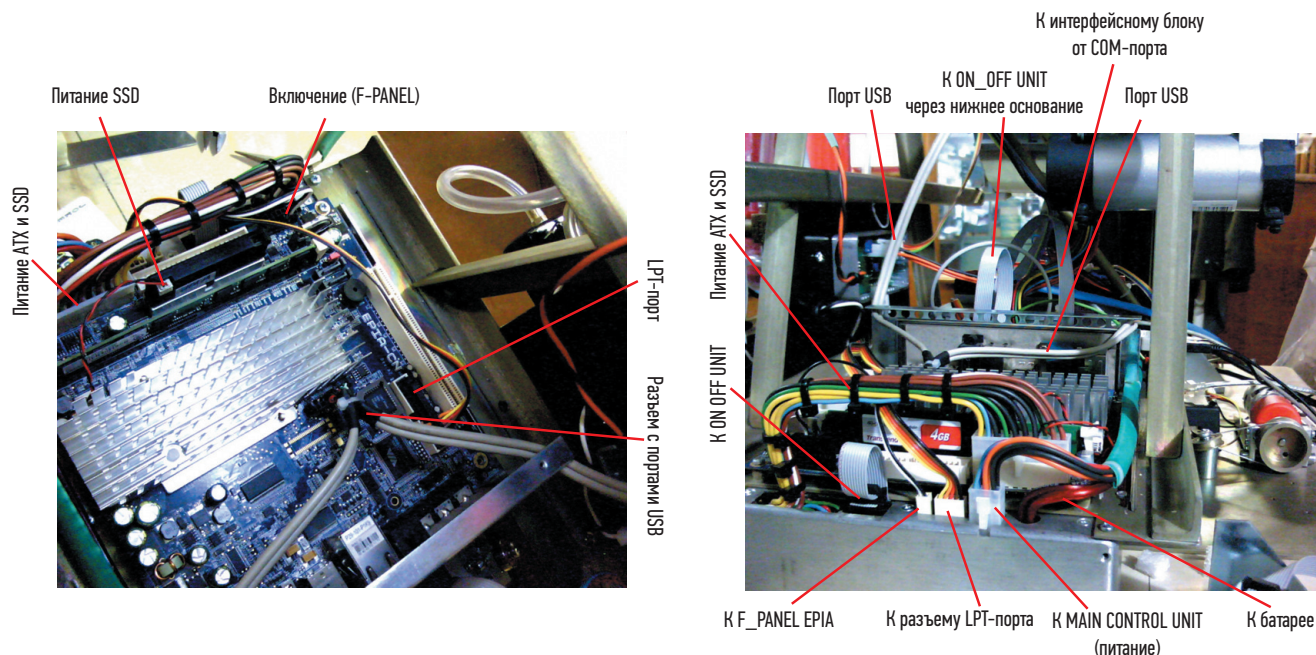 Питание SSD
Включение (F-PANEL)
Питание ATX и SSD
LPT-порт
Разъем с портами USB
К интерфейсному блоку
от COM-порта
К ON_OFF UNIT
через нижнее основание
Порт USB
Порт USB
Питание ATX и SSD
К ON OFF UNIT
Transcend
4GB
К F_PANEL EPIA
К разъему LPT-порта
К MAIN CONTROL UNIT
(питание)
К батарее